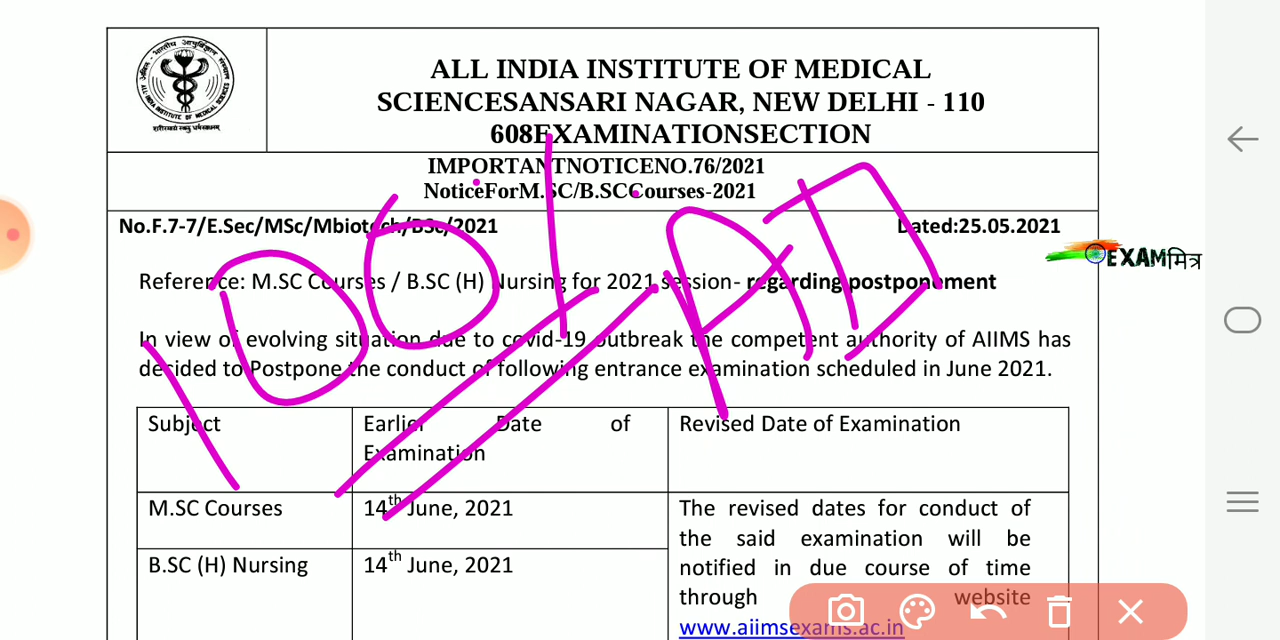 ALL INDIA INSTITUTE OF MEDICAL
SCIENCESANSARI NAGAR, NEW DELHI - 110
608EXAMINATIONSECTION
IMPORTANTNOTICENO.76/2021
NoticeForM.SC/B.SCCourses-2021
No.F.7-7/E.Sec/MSc/Mbiotech/BSc/2021 Dated:25.05.2021
EXAMमित्र
Reference: M.SC Courses / B.SC (H) Nursing for 2021 session- regarding postponement
In view of evolving situation due to covid-19 outbreak the competent authority of AIIMS has
decided to Postpone the conduct of following entrance examination scheduled in June 2021.
Subject Earlier Date of Revised Date of Examination
Examination
M.SC Courses 14th June, 2021 The revised dates for conduct of
the said examination will be
B.SC (H) Nursing 14th June, 2021 notified in due course of time
through website
www.aiimsexams.ac.in